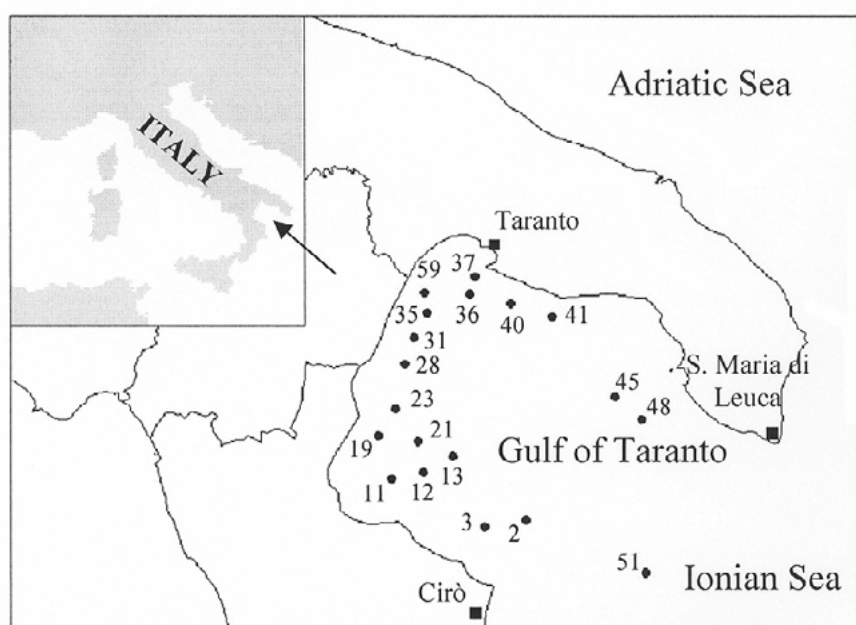 Adriatic Sea
ITALY
Taranto
37
59
35
36
40
41
31
28
S. Maria di
Leuca
45
48
23
21
19
Gulf of Taranto
13
11
12
3
2
51
Ionian Sea
Cirò